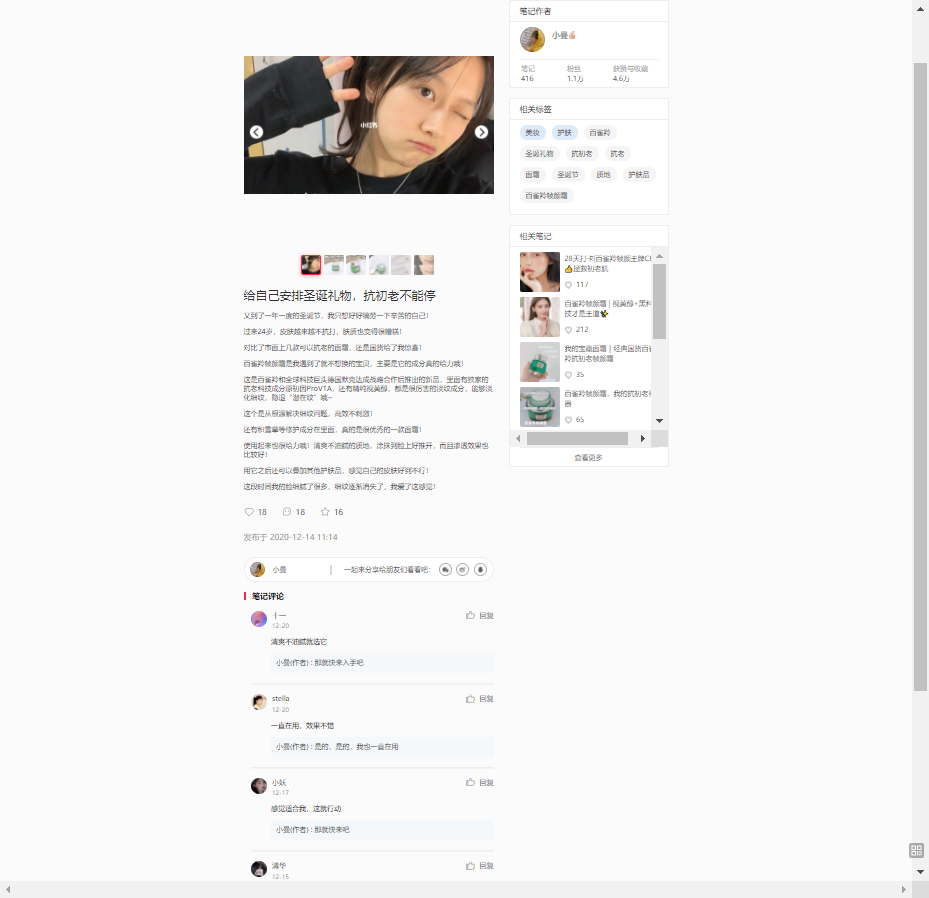 小红书
给自己安排圣诞礼物，抗初老不能停
又到了一年一度的圣诞节，我只想好好犒劳一下辛苦的自己！
过来24岁，皮肤越来越不抗打，肤质也变得很糟糕！
对比了市面上几款可以抗老的面霜，还是国货给了我惊喜！
百雀羚帧颜霜是我遇到了就不想换的宝贝，主要是它的成分真的给力哦！
这是百雀羚和全球科技巨头德国默克达成战略合作后推出的新品，里面有独家的
抗老科技成分原初因ProVTA，还有精纯视黄醇，都是很厉害的淡纹成分，能够淡
化细纹，隐退“潜在纹”哦~
这个是从根源解决细纹问题，高效不刺激！
还有积雪草等修护成分在里面，真的是很优秀的一款面霜！
使用起来也很给力哦！清爽不油腻的质地，涂抹到脸上好推开，而且渗透效果也
比较好！
用它之后还可以叠加其他护肤品，感觉自己的皮肤好到不行！
这段时间我的脸细腻了很多，细纹逐渐消失了，我爱了这感觉！
18 18 16
发布于 2020-12-14 11:14
小曼 | 一起来分享给朋友们看看吧：
笔记评论
十一 回复
12-20
清爽不油腻就选它
小曼(作者)：那就快来入手吧
stella 回复
12-20
一直在用，效果不错
小曼(作者)：是的，是的，我也一直在用
小妖 回复
12-17
感觉适合我，这就行动
小曼(作者)：那就快来吧
清华 回复
12-15
笔记作者
小曼
笔记 粉丝 获赞与收藏
416 1.1万 4.6万
相关标签
美妆 护肤 百雀羚
圣诞礼物 抗初老 抗老
面霜 圣诞节 质地 护肤品
百雀羚帧颜霜
相关笔记
28天打卡|百雀羚帧颜王牌CP
👍拯救初老肌
117
百雀羚帧颜霜 | 视黄醇+黑科
技才是王道
212
我的宝藏面霜 | 经典国货百雀
羚抗初老帧颜霜
35
百雀羚帧颜霜，我的抗初老利
器
65
查看更多